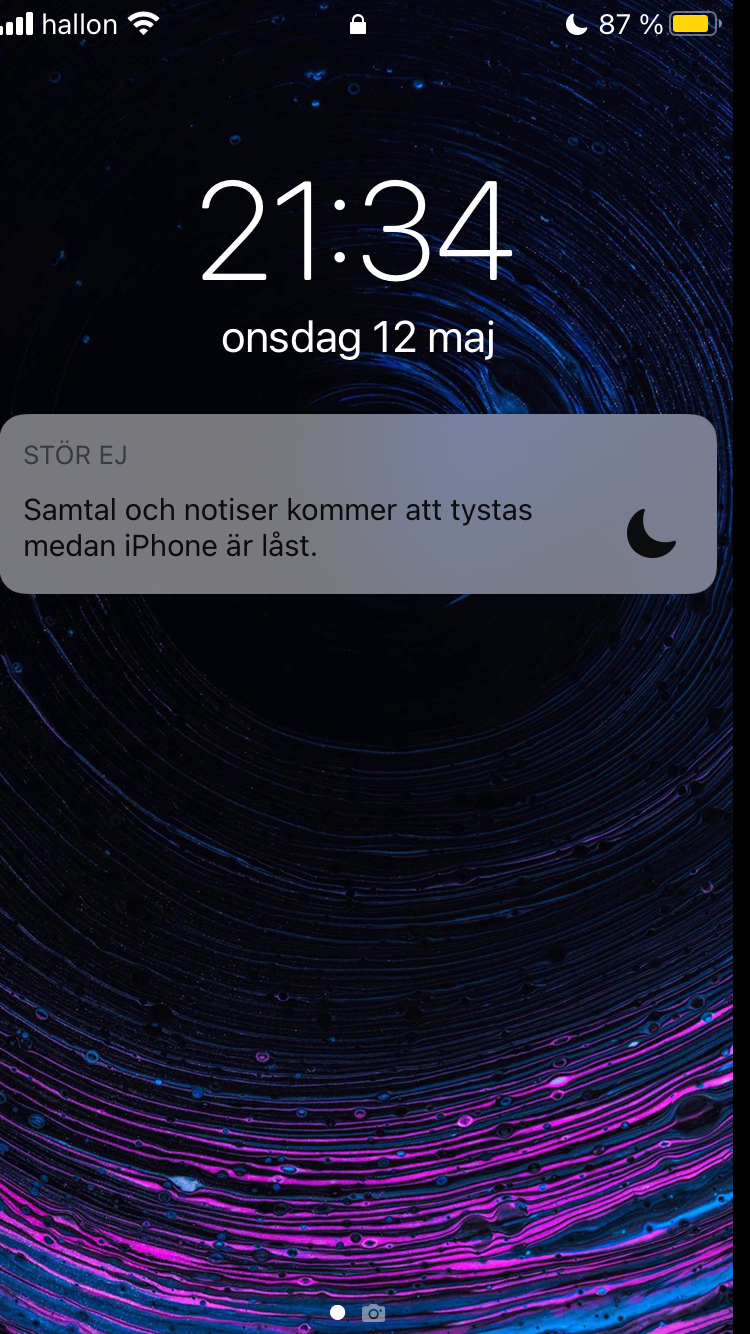 hallon 87 %
21:34
onsdag 12 maj
STÖR EJ
Samtal och notiser kommer att tystas
medan iPhone är låst.